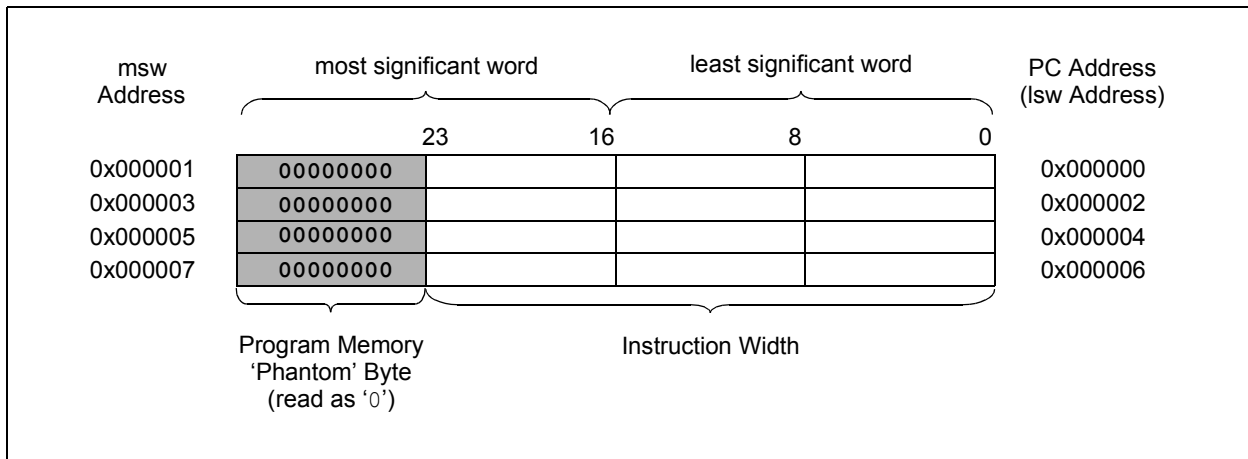 msw
Address
most significant word
least significant word
PC Address
(lsw Address)
23
16
8
0
0x000001
00000000
0x000000
0x000003
00000000
0x000002
0x000005
00000000
0x000004
0x000007
00000000
0x000006
Program Memory
‘Phantom’ Byte
(read as ‘0’)
Instruction Width